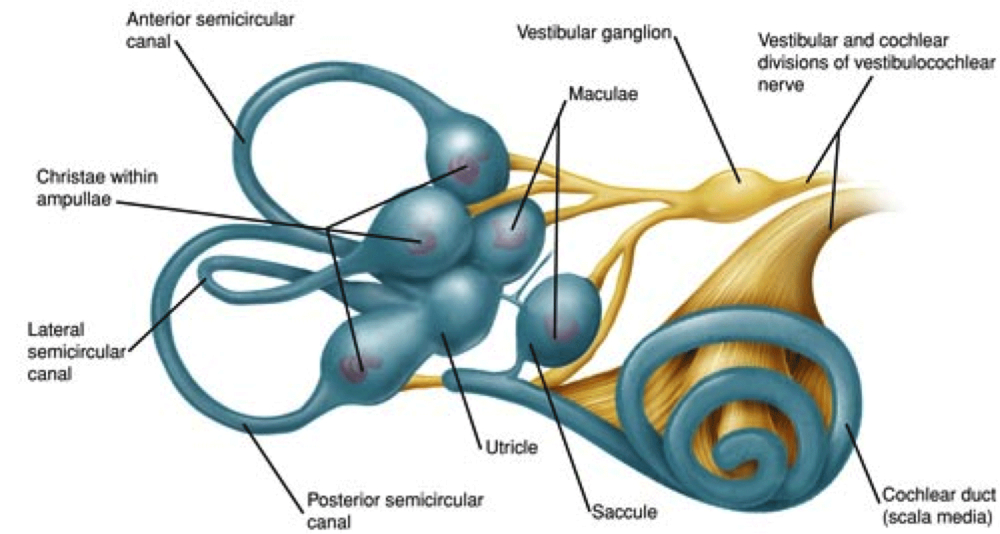 Anterior semicircular
canal
Vestibular ganglion
Vestibular and cochlear
divisions of vestibulocochlear
nerve
Maculae
Christae within
ampullae
Lateral
semicircular
canal
Utricle
Posterior semicircular
canal
Saccule
Cochlear duct
(scala media)